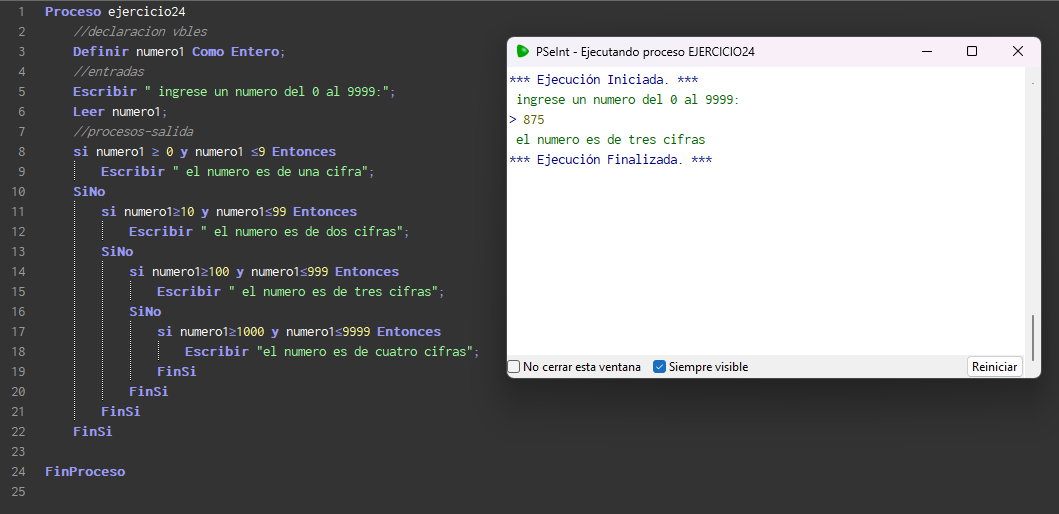 1 Proceso ejercicio24
2 //declaracion vbles
3 Definir numero1 Como Entero;
4 //entradas
5 Escribir " ingrese un numero del 0 al 9999:";
6 Leer numero1;
7 //procesos-salida
8 si numero1 ≥ 0 y numero1 ≤9 Entonces
9 Escribir " el numero es de una cifra";
10 SiNo
11 si numero1≥10 y numero1≤99 Entonces
12 Escribir " el numero es de dos cifras";
13 SiNo
14 si numero1≥100 y numero1≤999 Entonces
15 Escribir " el numero es de tres cifras";
16 SiNo
17 si numero1≥1000 y numero1≤9999 Entonces
18 Escribir "el numero es de cuatro cifras";
19 FinSi
20 FinSi
21 FinSi
22 FinSi
23
24 FinProceso
25
PSeInt - Ejecutando proceso EJERCICIO24
*** Ejecución Iniciada. ***
ingrese un numero del 0 al 9999:
> 875
el numero es de tres cifras
*** Ejecución Finalizada. ***
No cerrar esta ventana Siempre visible Reiniciar